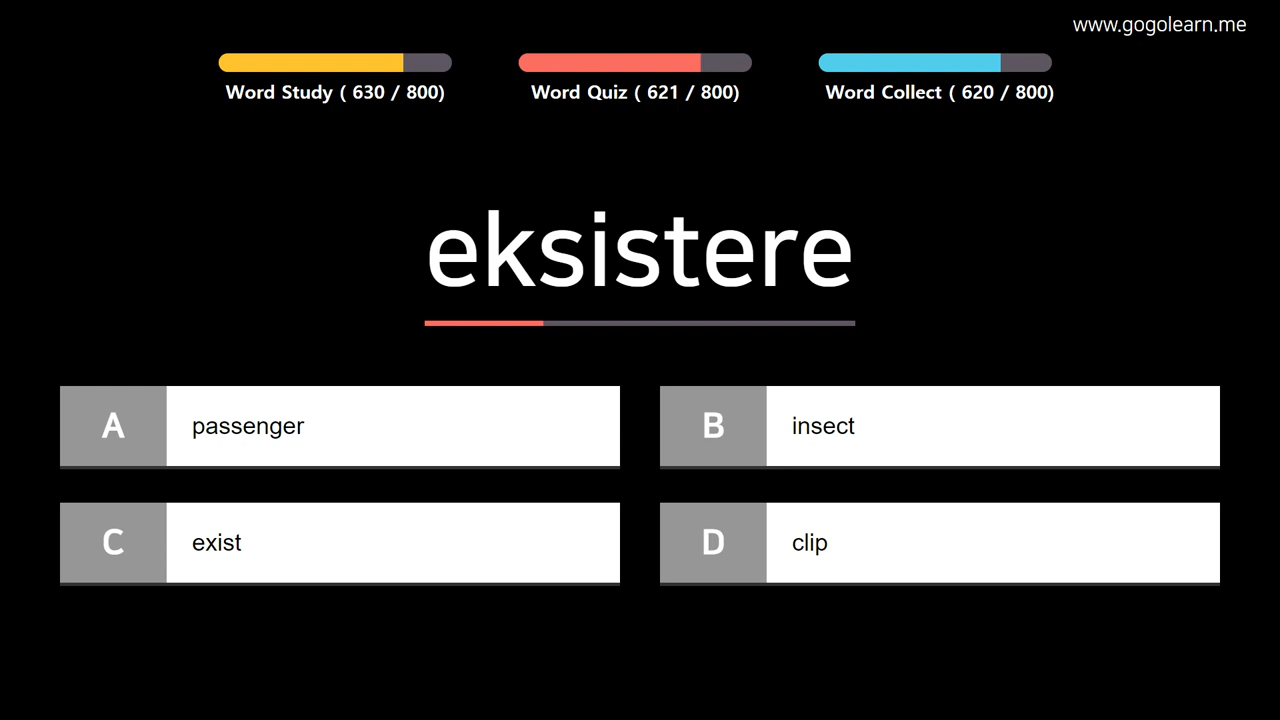 www.gogolearn.me
Word Study ( 630 / 800)
Word Quiz ( 621 / 800)
Word Collect ( 620 / 800)
eksistere
A passenger
B insect
C exist
D clip